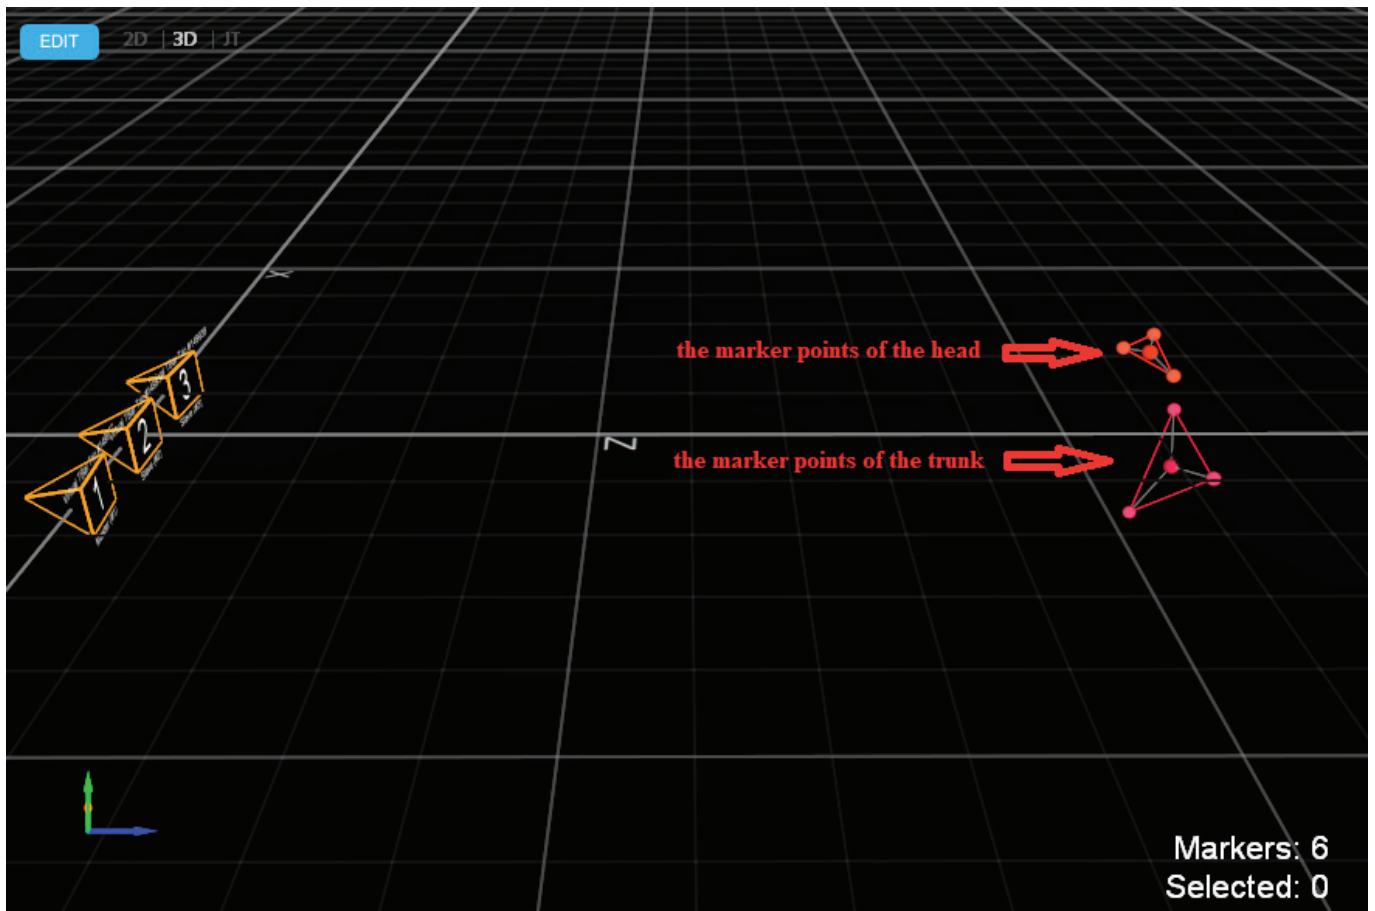 EDIT 2D | 3D | JT
X
the marker points of the head
3
2
Z
the marker points of the trunk
1
Markers: 6
Selected: 0